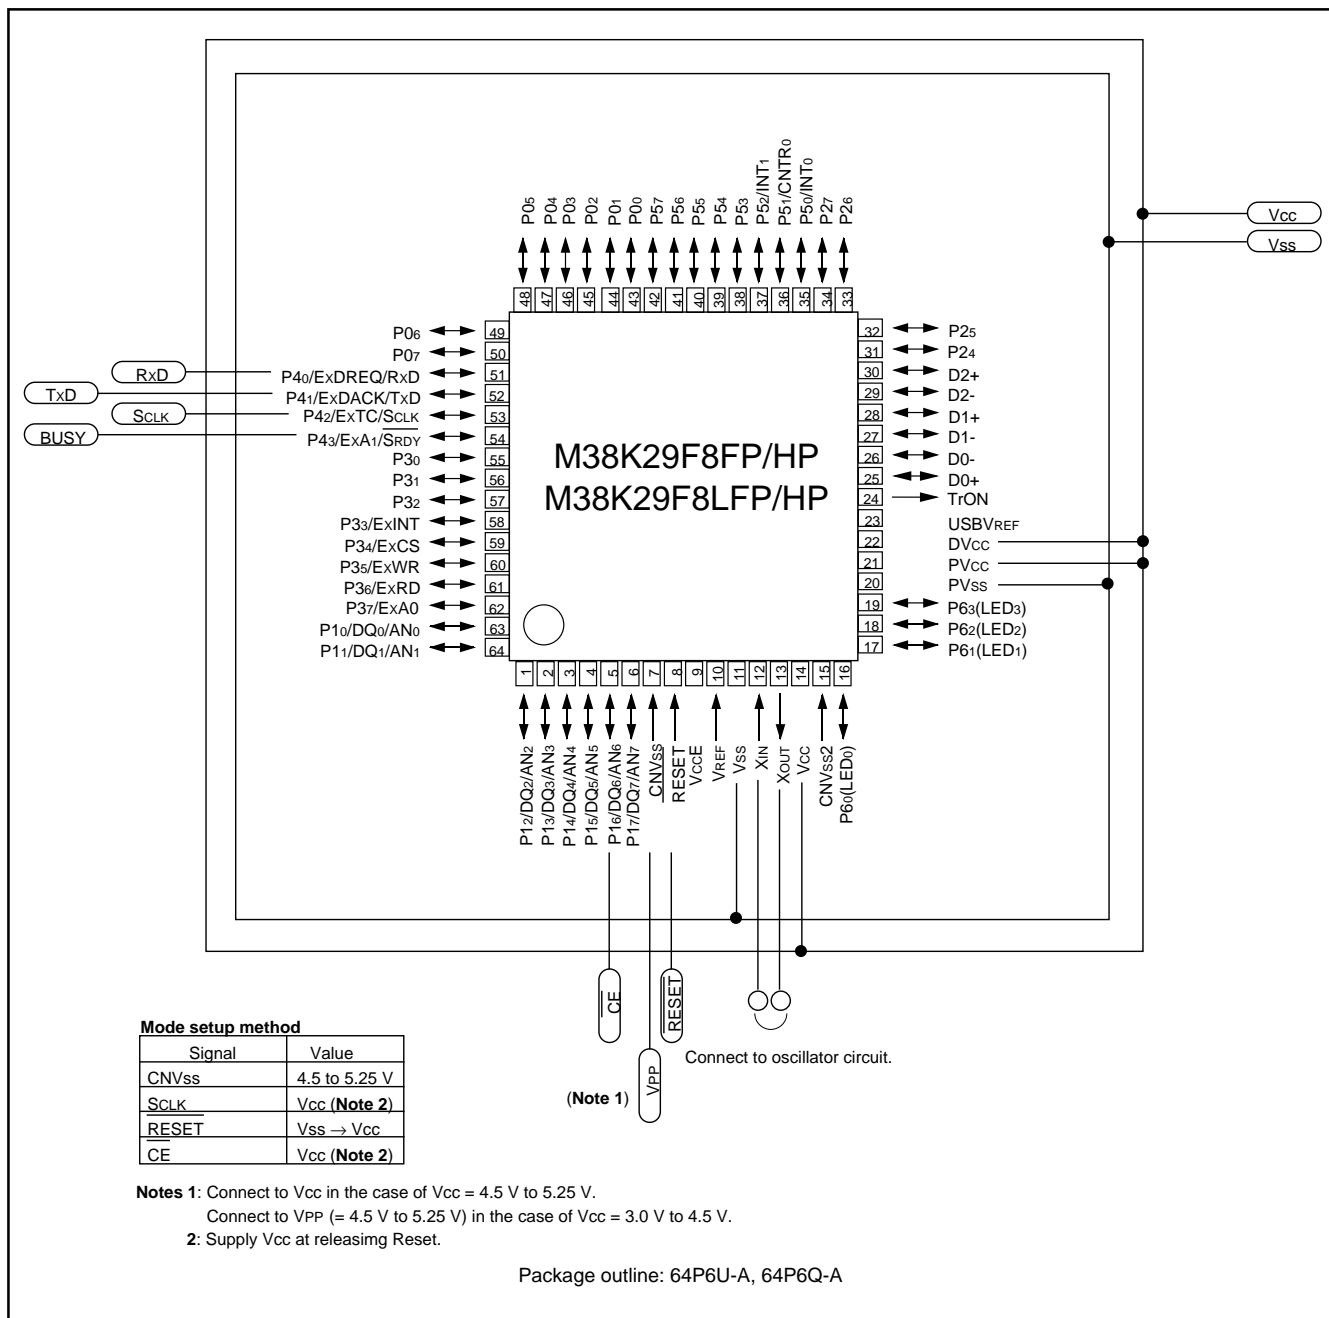 P05
P04
P03
P02
P01
P00
P57
P56
P55
P54
P53
P52/INT1
P51/CNTR0
P50/INT0
P27
P26
Vcc
Vss
48
47
46
45
44
43
42
41
40
39
38
37
36
35
34
33
P06
49
P07
50
RxD
P40/ExDREQ/RxD
51
TxD
P41/ExDACK/TxD
52
SCLK
P42/ExTC/SCLK
53
BUSY
P43/ExA1/SRDY
54
P30
55
P31
56
P32
57
P33/ExINT
58
P34/ExCS
59
P35/ExWR
60
P36/ExRD
61
P37/ExA0
62
P10/DQ0/AN0
63
P11/DQ1/AN1
64
M38K29F8FP/HP
M38K29F8LFP/HP
32
P25
31
P24
30
D2+
29
D2-
28
D1+
27
D1-
26
D0-
25
D0+
24
TrON
23
USBVREF
22
DVcc
21
PVcc
20
PVss
19
P63(LED3)
18
P62(LED2)
17
P61(LED1)
1
2
3
4
5
6
7
8
9
10
11
12
13
14
15
16
P12/DQ2/AN2
P13/DQ3/AN3
P14/DQ4/AN4
P15/DQ5/AN5
P16/DQ6/AN6
P17/DQ7/AN7
CNVss
RESET
VccE
VREF
Vss
XIN
XOUT
Vcc
CNVss2
P60(LED0)
CE
RESET
VPP
(Note 1)
Connect to oscillator circuit.
Mode setup method
Signal Value
CNVss 4.5 to 5.25 V
SCLK Vcc (Note 2)
RESET Vss → Vcc
CE Vcc (Note 2)
Notes 1: Connect to Vcc in the case of Vcc = 4.5 V to 5.25 V.
Connect to VPP (= 4.5 V to 5.25 V) in the case of Vcc = 3.0 V to 4.5 V.
2: Supply Vcc at releasimg Reset.
Package outline: 64P6U-A, 64P6Q-A